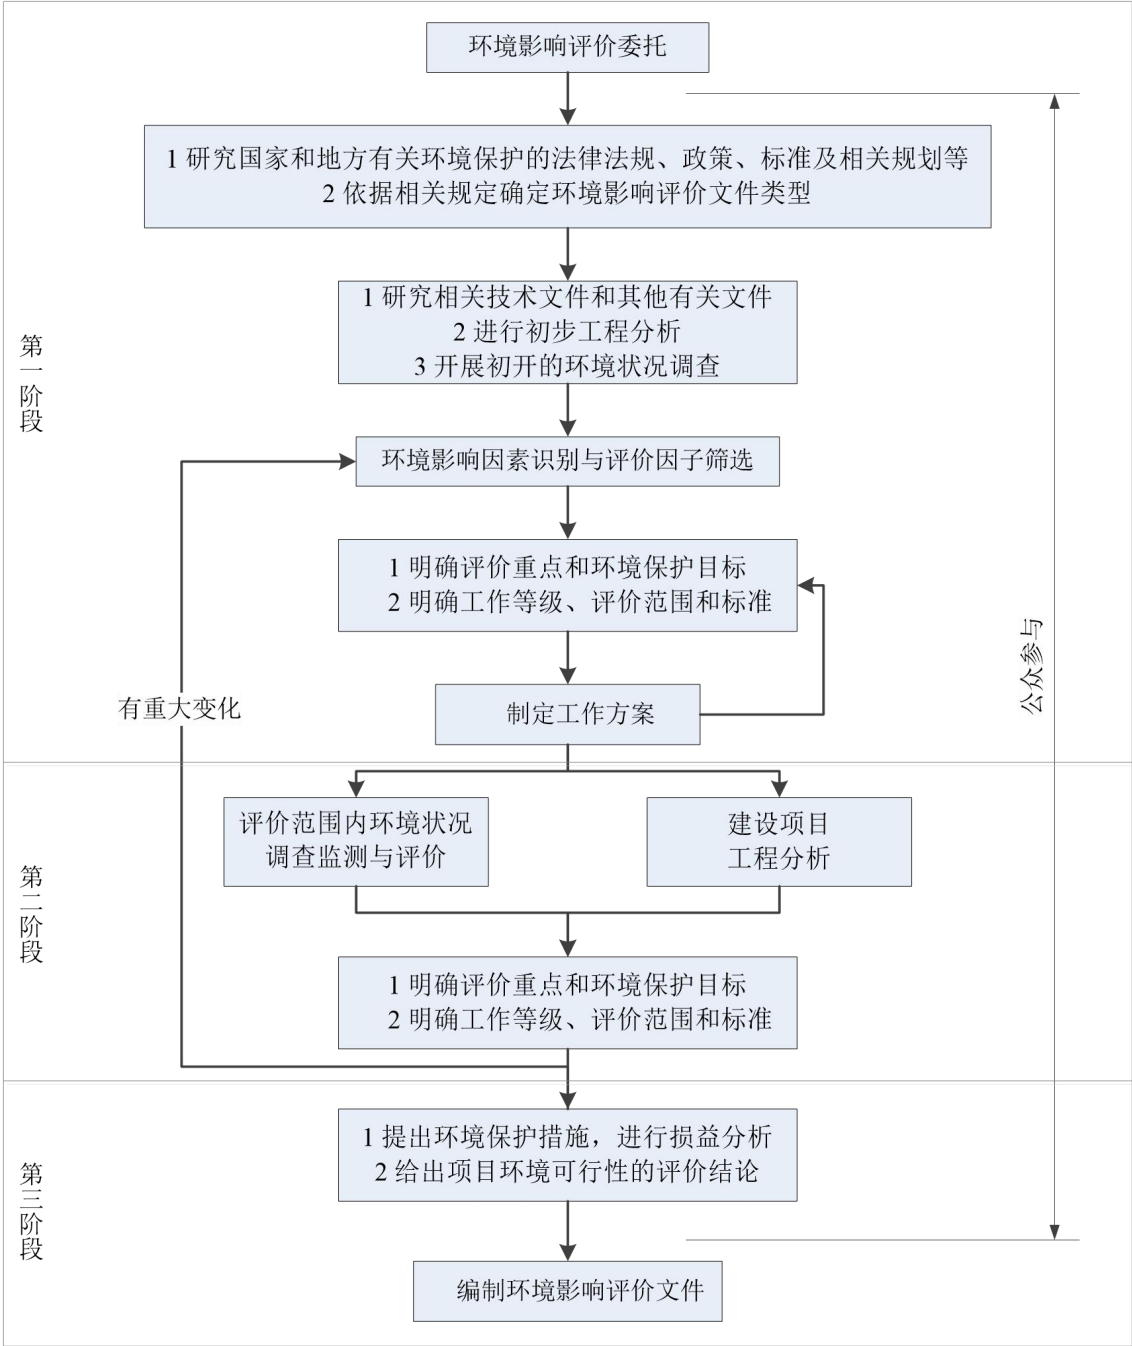 环境影响评价委托
1 研究国家和地方有关环境保护的法律法规、政策、标准及相关规划等
2 依据相关规定确定环境影响评价文件类型
1 研究相关技术文件和其他有关文件
2 进行初步工程分析
3 开展初开的环境状况调查
第一阶段
环境影响因素识别与评价因子筛选
1 明确评价重点和环境保护目标
2 明确工作等级、评价范围和标准
公众参与
有重大变化
制定工作方案
评价范围内环境状况
调查监测与评价
建设项目
工程分析
第二阶段
1 明确评价重点和环境保护目标
2 明确工作等级、评价范围和标准
1 提出环境保护措施，进行损益分析
2 给出项目环境可行性的评价结论
第三阶段
编制环境影响评价文件